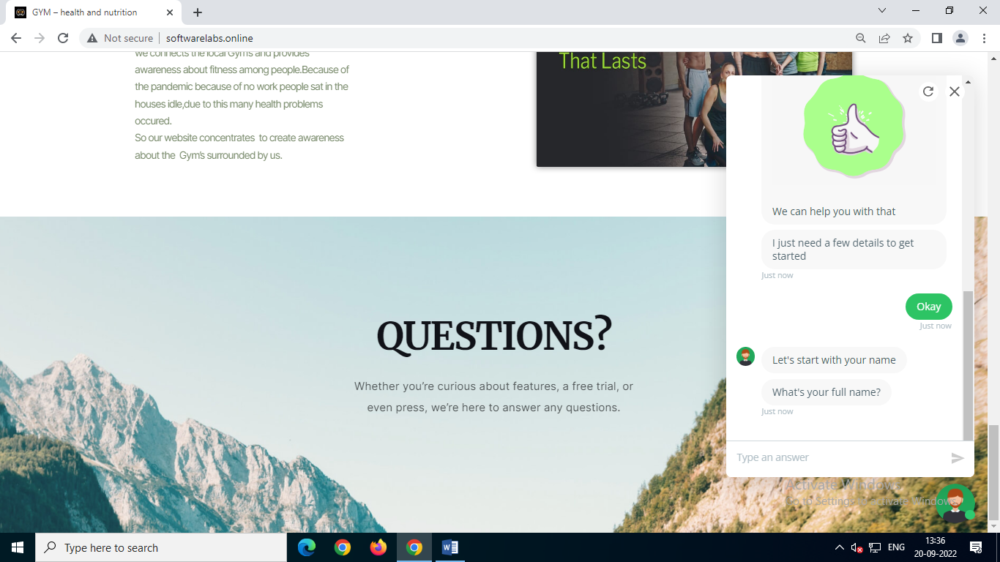 GYM – health and nutrition
Not secure
softwarelabs.online
we connects the local Gym's and provides
awareness about fitness among people.Because of
the pandemic because of no work people sat in the
houses idle,due to this many health problems
occured.
So our website concentrates to create awareness
about the Gym's surrounded by us.
That Lasts
We can help you with that
I just need a few details to get
started
Just now
Okay
Just now
Let's start with your name
What's your full name?
Just now
Type an answer
QUESTIONS?
Whether you're curious about features, a free trial, or
even press, we're here to answer any questions.
Activate Windows
Go to Settings to activate Windows.
Type here to search
ENG
13:36
20-09-2022